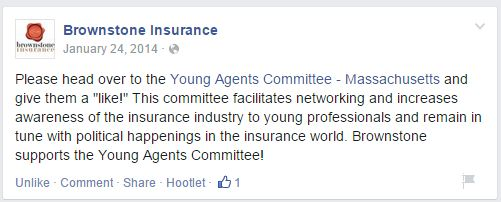 Brownstone Insurance
brownstone
insurance
January 24, 2014 ·
Please head over to the Young Agents Committee - Massachusetts and
give them a "like!" This committee facilitates networking and increases
awareness of the insurance industry to young professionals and remain in
tune with political happenings in the insurance world. Brownstone
supports the Young Agents Committee!
Unlike · Comment · Share · Hootlet · 1